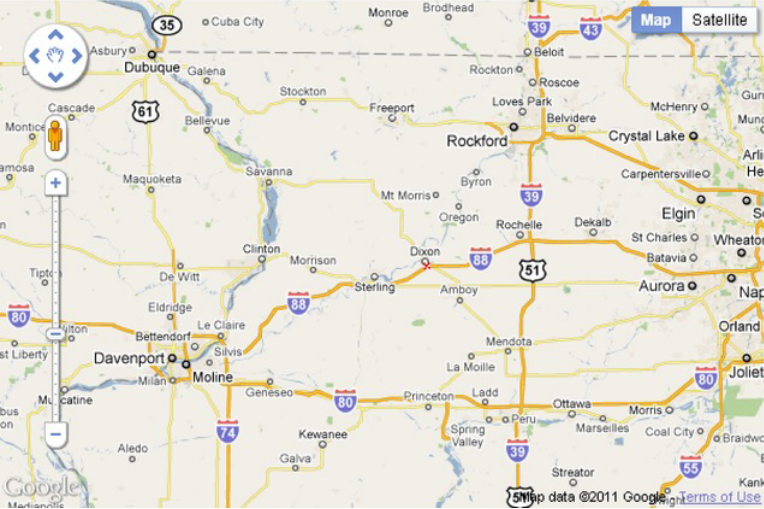 Monroe
Brodhead
Cuba City
35
39
43
Map
Satellite
Asbury
Dubuque
Beloit
Galena
Rockton
Roscoe
Stockton
Cascade
61
Freeport
Loves Park
McHenry
Bellevue
Belvidere
Rockford
Crystal Lake
Savanna
Carpentersville
Maquoketa
Byron
Mt Morris
39
Elgin
Oregon
Rochelle
Dekalb
St Charles
Wheaton
Clinton
Morrison
Dixon
88
Batavia
De Witt
51
Sterling
Amboy
Aurora
88
Eldridge
80
Le Claire
Orland
Bettendorf
Davenport
Silvis
Mendota
Moline
La Moille
Joliet
Milan
80
Geneseo
Princeton
Ladd
80
Ottawa
Morris
Peru
Marseilles
74
Spring
Valley
Coal City
Kewanee
Aledo
39
Galva
55
Streator
Google
Map data ©2011 Google - Terms of Use